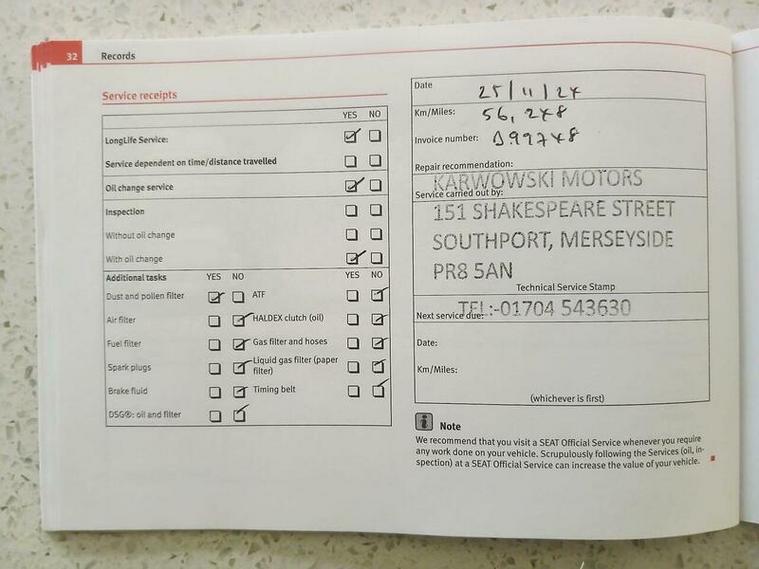 32 Records
Service receipts
YES NO
LongLife Service:
Service dependent on time/distance travelled
Oil change service
Inspection
Without oil change
With oil change
Additional tasks YES NO YES NO
Dust and pollen filter ATF
Air filter HALDEX clutch (oil)
Fuel filter Gas filter and hoses
Spark plugs Liquid gas filter (paper
filter)
Brake fluid Timing belt
DSG®: oil and filter
Date 25/11/24
Km/Miles: 56,248
Invoice number: 099748
Repair recommendation:
KARWOWSKI MOTORS
Service carried out by:
151 SHAKESPEARE STREET
SOUTHPORT, MERSEYSIDE
PR8 5AN
Technical Service Stamp
TEL:-01704 543630
Next service due:
Date:
Km/Miles:
(whichever is first)
i Note
We recommend that you visit a SEAT Official Service whenever you require
any work done on your vehicle. Scrupulously following the Services (oil, in-
spection) at a SEAT Official Service can increase the value of your vehicle.